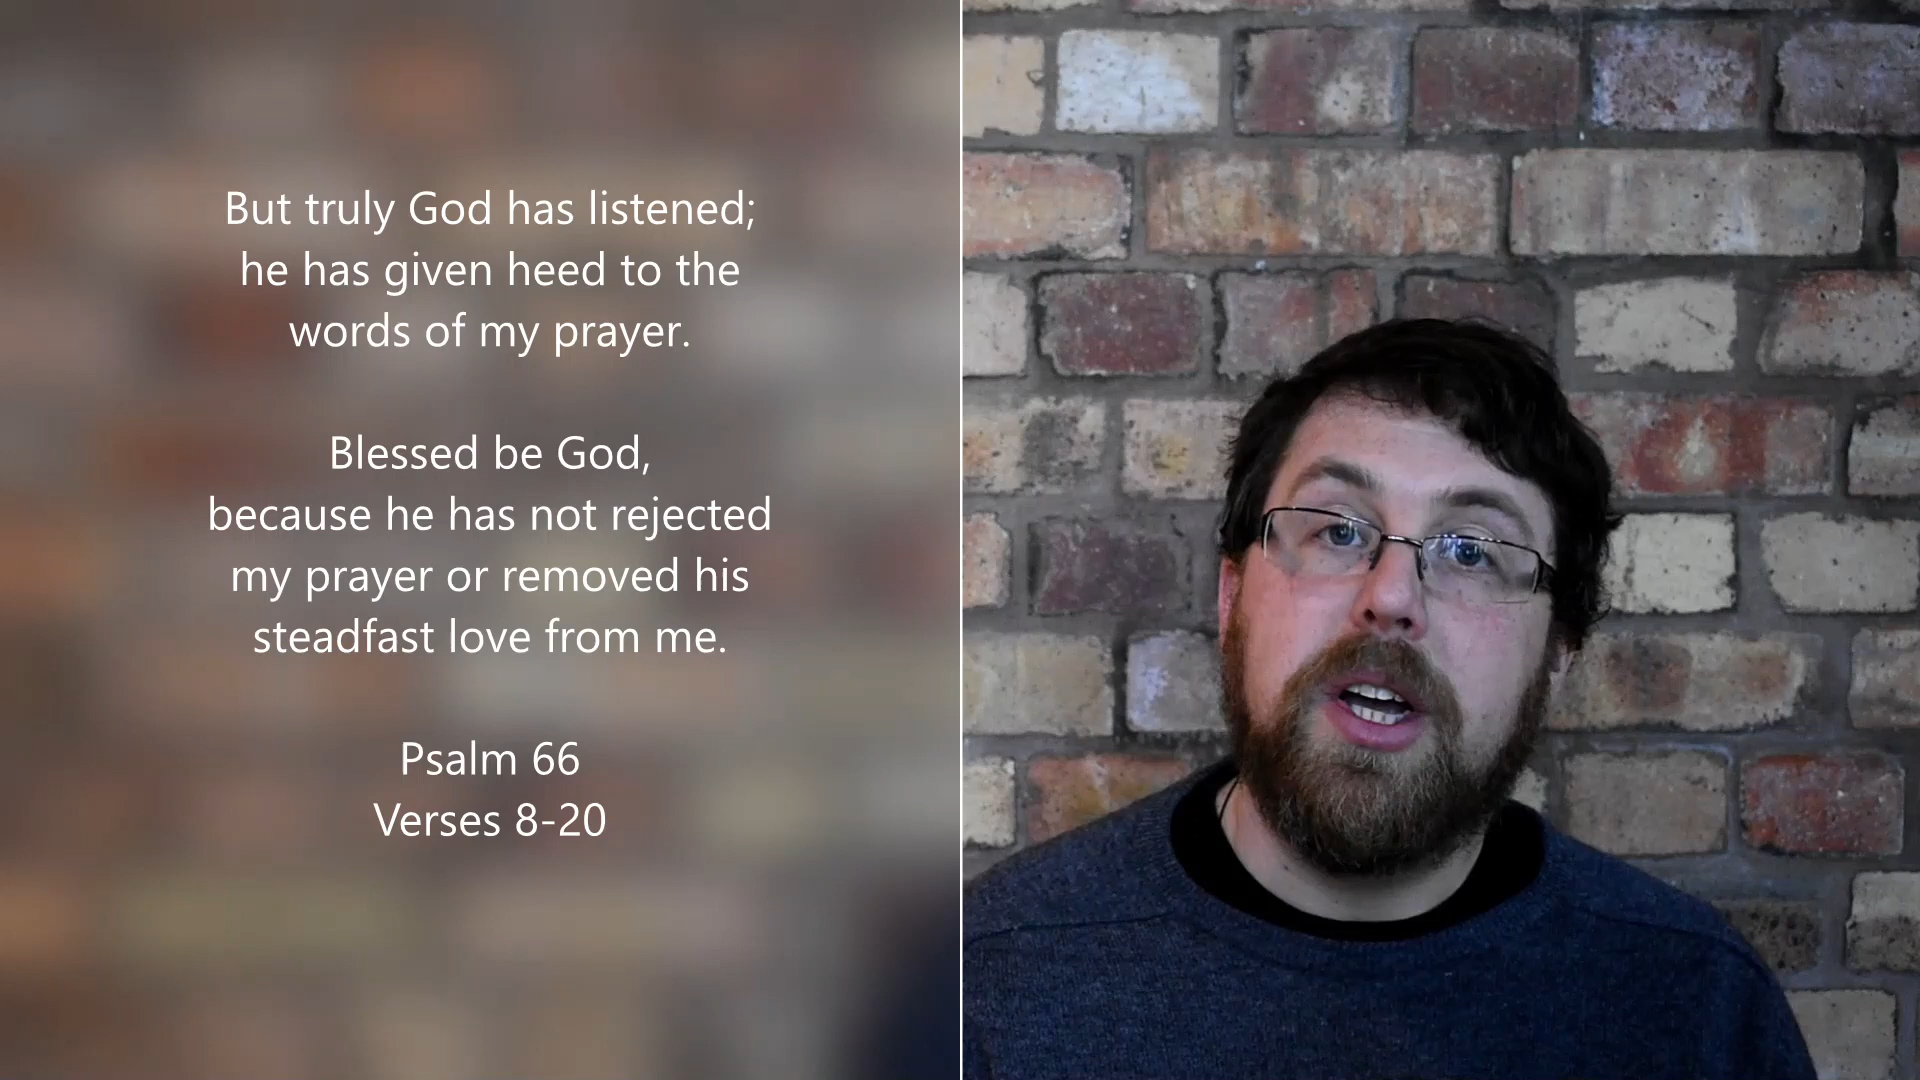 But truly God has listened;
he has given heed to the
words of my prayer.
Blessed be God,
because he has not rejected
my prayer or removed his
steadfast love from me.
Psalm 66
Verses 8-20